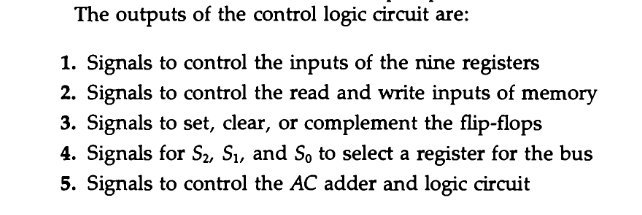 The outputs of the control logic circuit are:
1. Signals to control the inputs of the nine registers
2. Signals to control the read and write inputs of memory
3. Signals to set, clear, or complement the flip-flops
4. Signals for S₂, S₁, and S₀ to select a register for the bus
5. Signals to control the AC adder and logic circuit